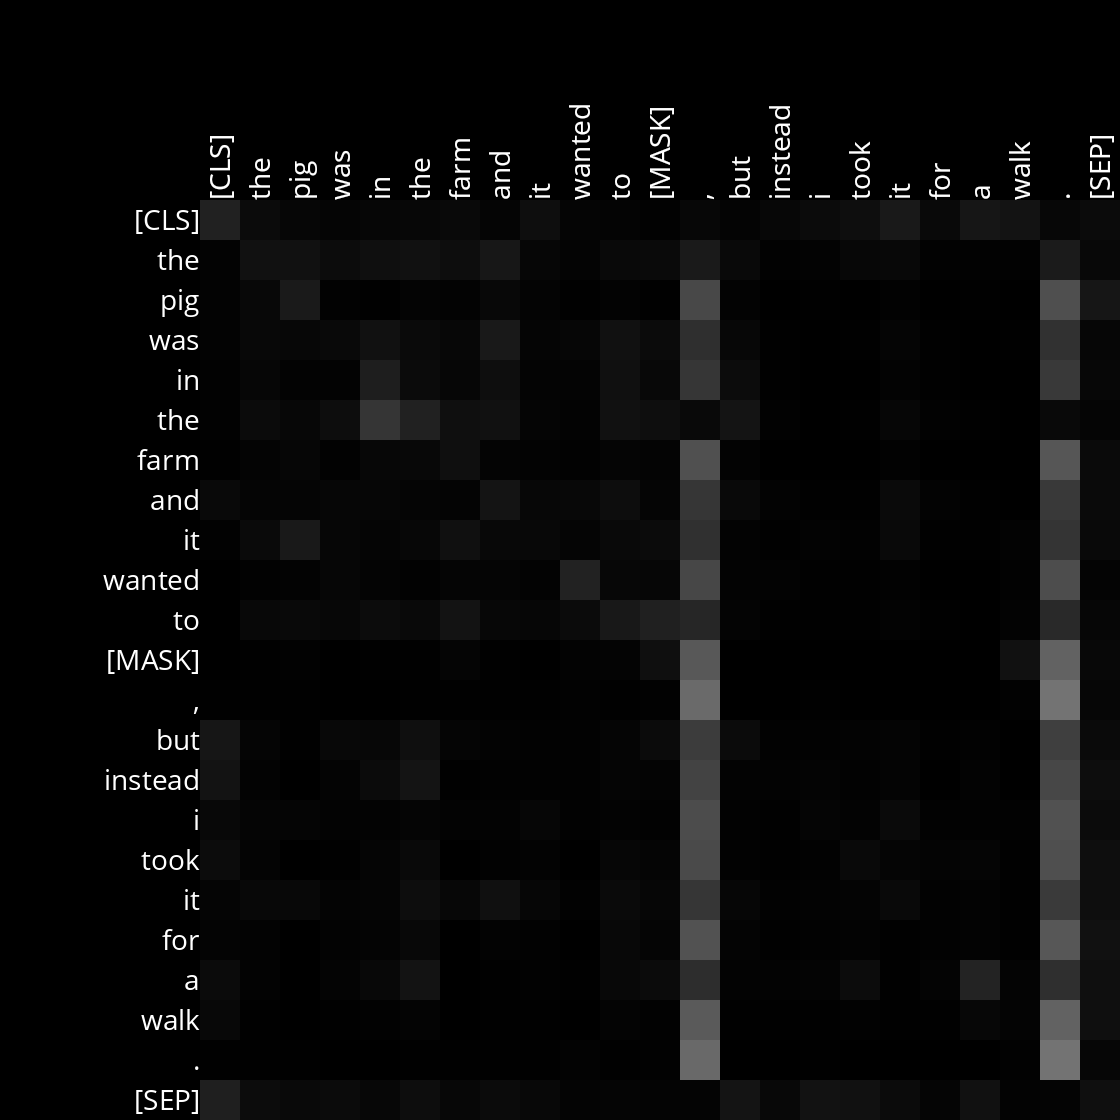 [CLS] the pig was in the farm and it wanted to [MASK] , but instead i took it for a walk . [SEP]
[CLS]
the
pig
was
in
the
farm
and
it
wanted
to
[MASK]
,
but
instead
i
took
it
for
a
walk
.
[SEP]